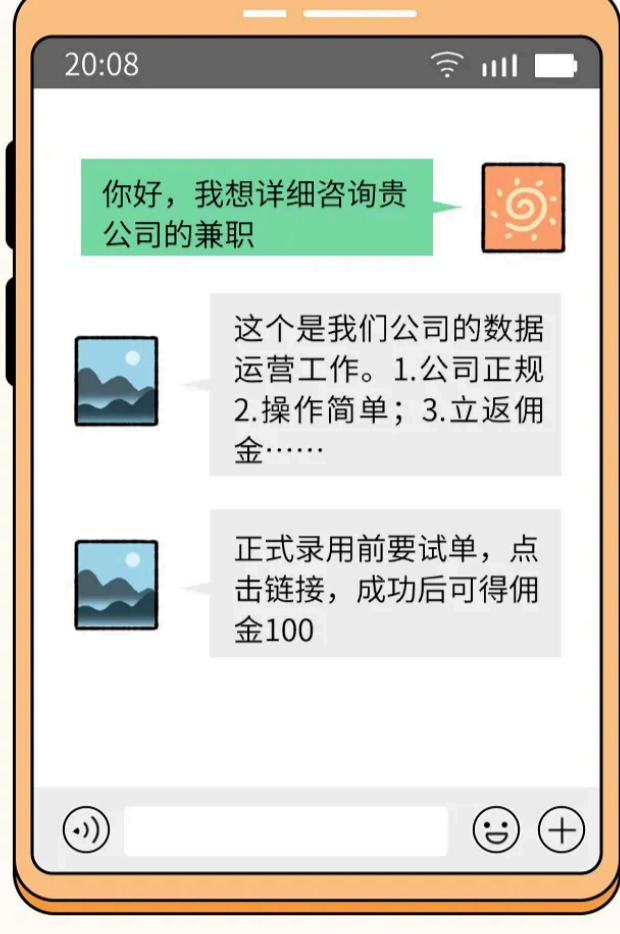 20:08
你好，我想详细咨询贵
公司的兼职
这个是我们公司的数据
运营工作。1.公司正规
2.操作简单；3.立返佣
金……
正式录用前要试单，点
击链接，成功后可得佣
金100